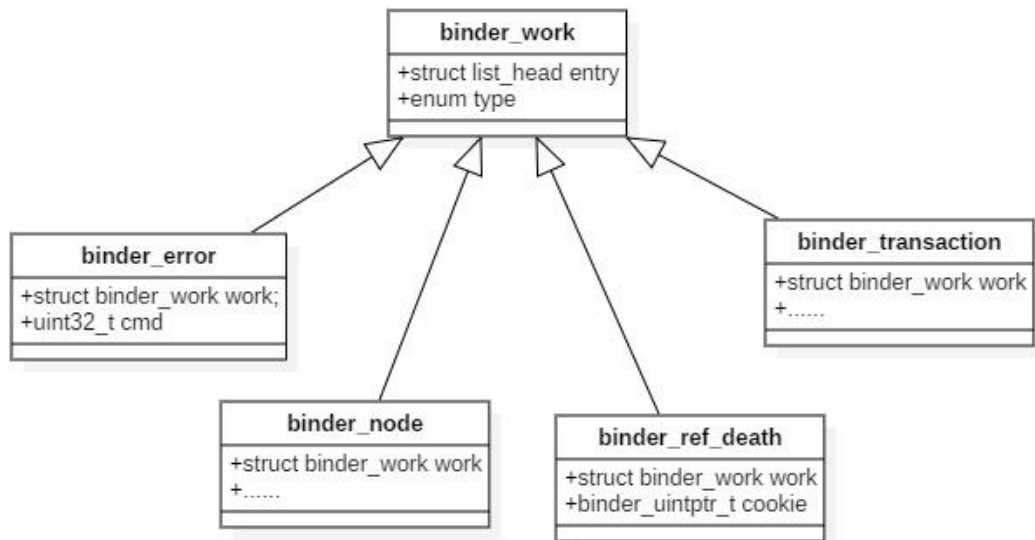 binder_work
+struct list_head entry
+enum type
binder_error
+struct binder_work work;
+uint32_t cmd
binder_transaction
+struct binder_work work
+......
binder_node
+struct binder_work work
+......
binder_ref_death
+struct binder_work work
+binder_uintptr_t cookie